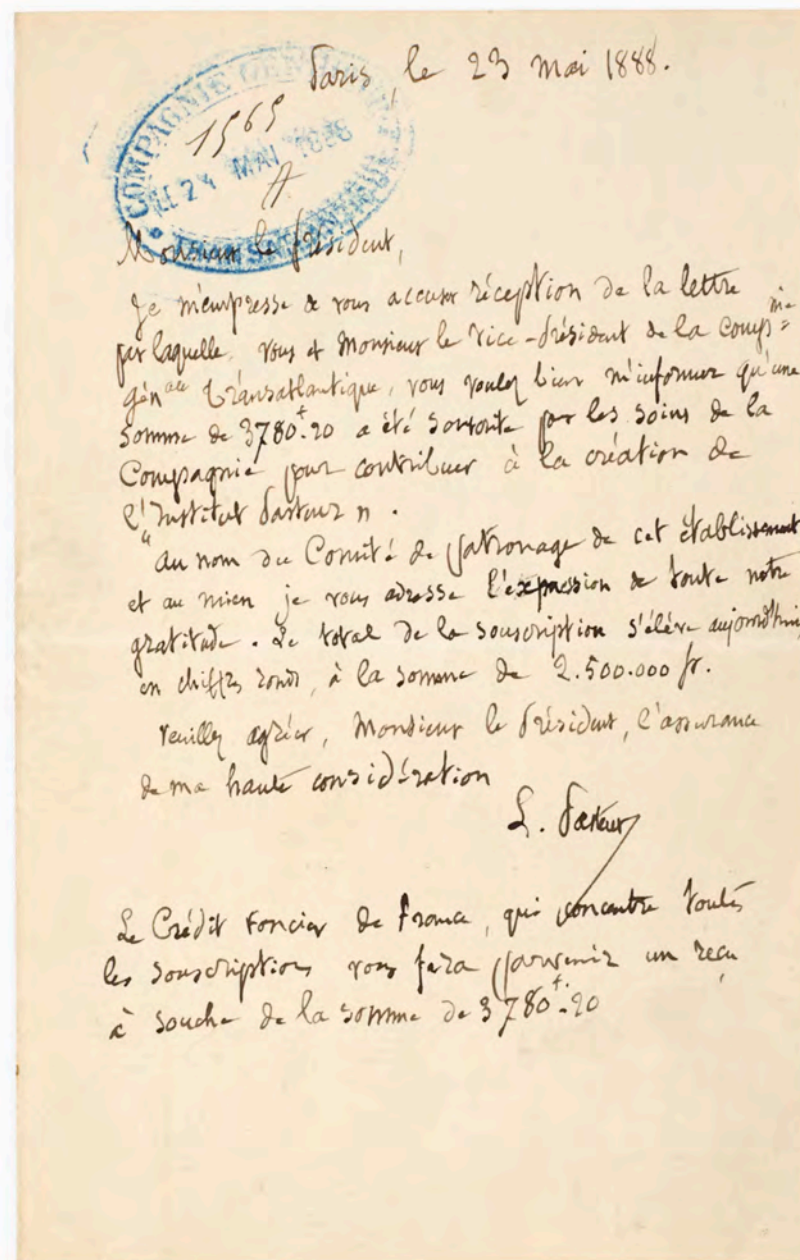 Paris, le 23 mai 1888.
COMPAGNIE
1565
LE 24 MAI 1888
A
Monsieur le Président,
Je m'empresse de vous accuser réception de la lettre
par laquelle vous et Monsieur le Vice-Président de la Comp nie
génale Transatlantique, vous voulez bien m'informer qu'une
somme de 3780f.20 a été souscrite par les soins de la
Compagnie pour contribuer à la création de
l'"Institut Pasteur".
Au nom du Comité de patronage de cet établissement
et au mien je vous adresse l'expression de toute notre
gratitude. Le total de la souscription s'élève aujourd'hui,
en chiffres ronds, à la somme de 2.500.000 fr.
Veuillez agréer, Monsieur le Président, l'assurance
de ma haute considération
L. Pasteur
Le Crédit Foncier de France, qui concentre toutes
les souscriptions vous fera parvenir un reçu
à souche de la somme de 3780f.20